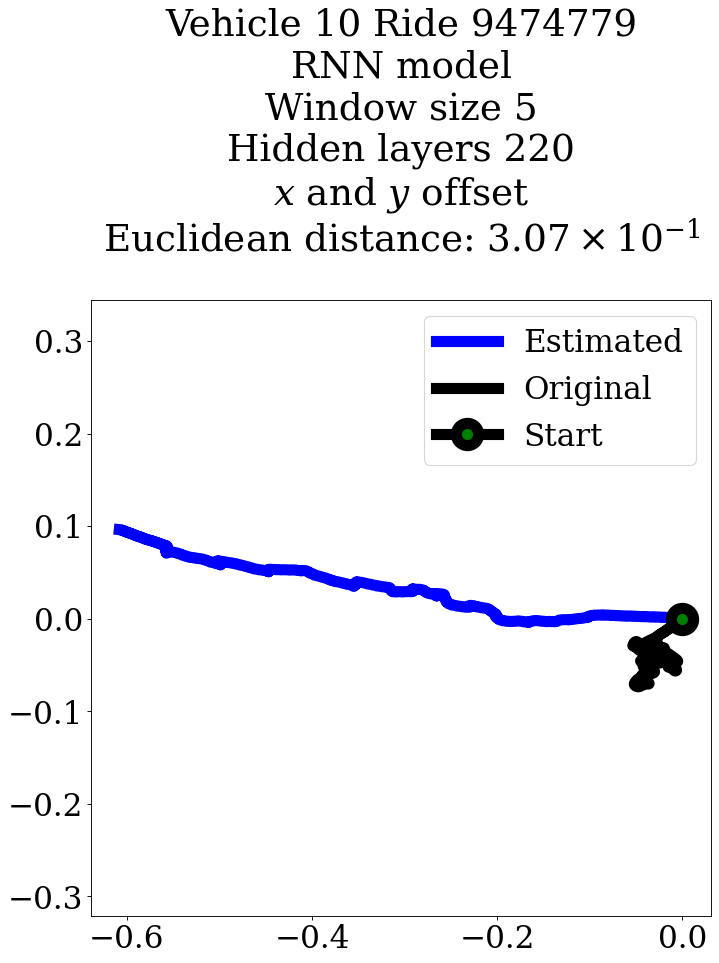 Vehicle 10 Ride 9474779
RNN model
Window size 5
Hidden layers 220
x and y offset
Euclidean distance: 3.07 × 10⁻¹
Estimated
Original
Start
0.3
0.2
0.1
0.0
−0.1
−0.2
−0.3
−0.6
−0.4
−0.2
0.0